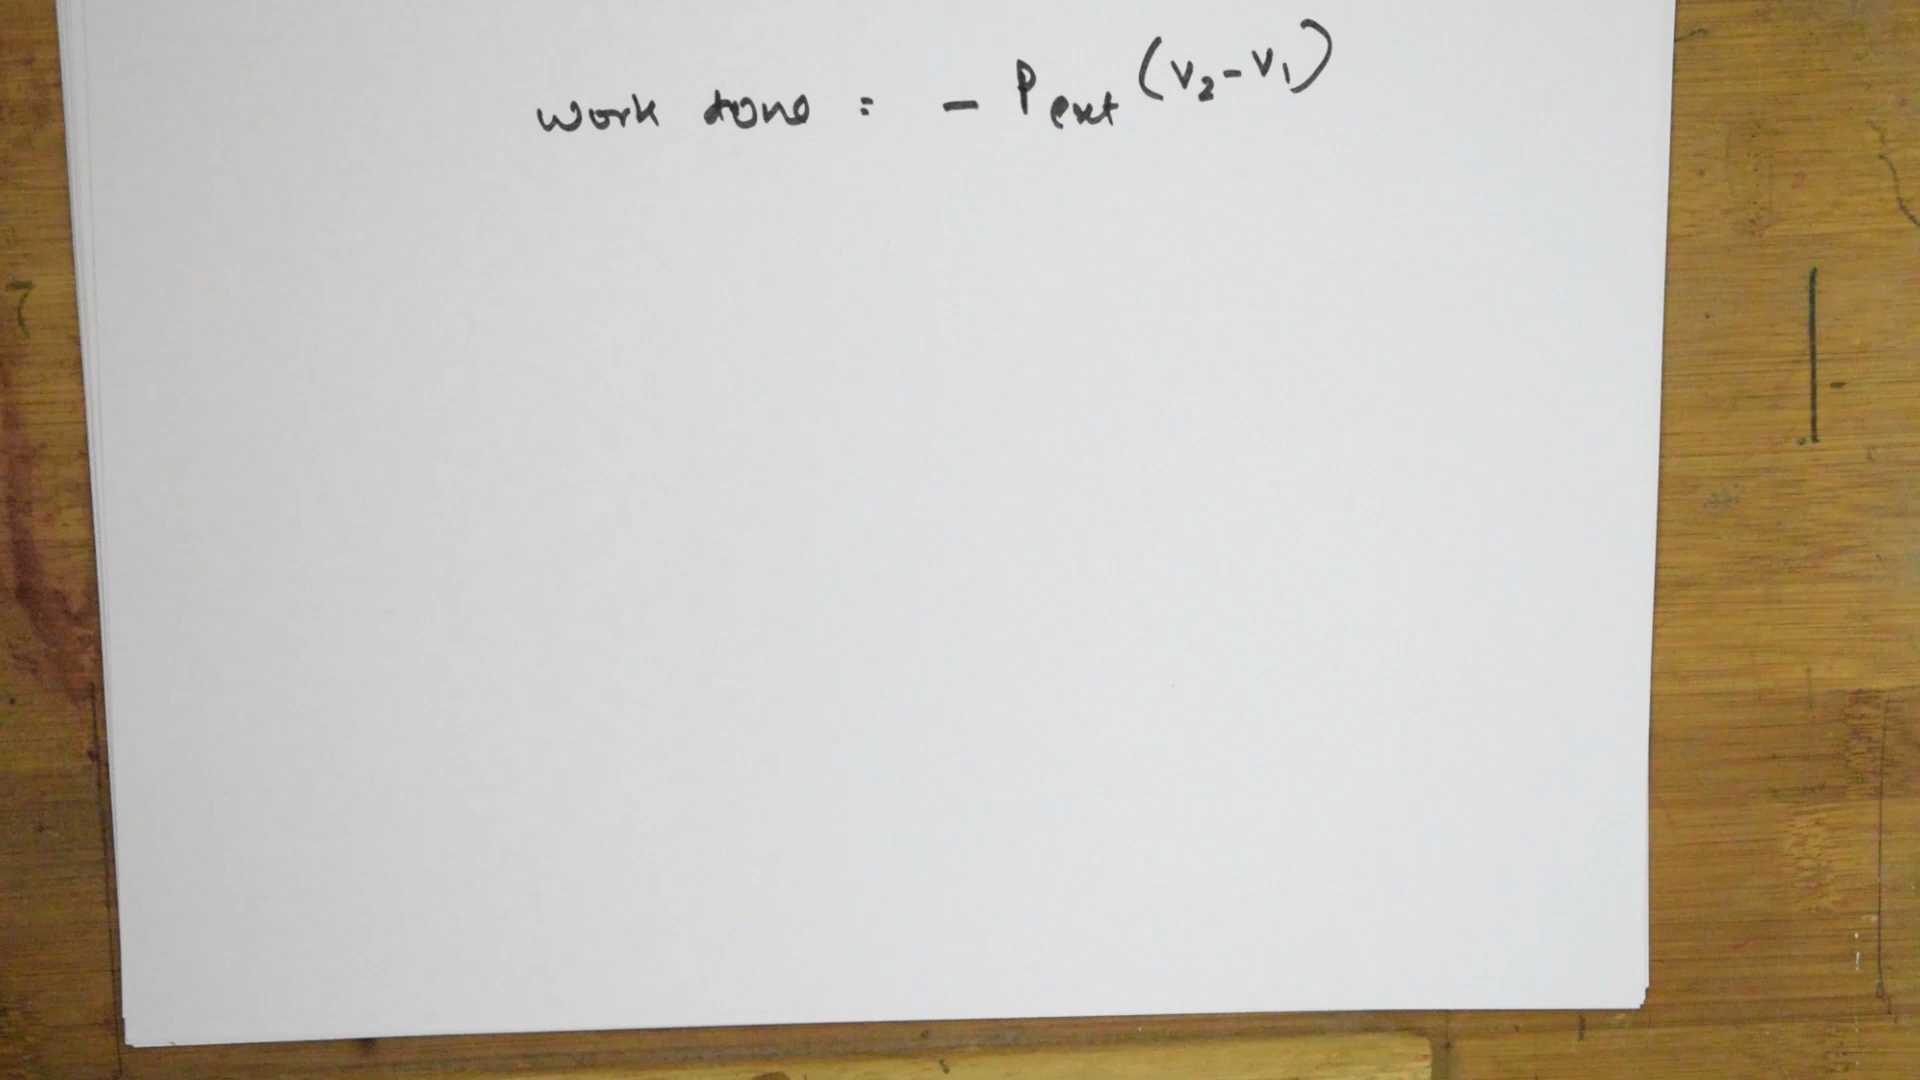 work done = - Pext (V₂-V₁)